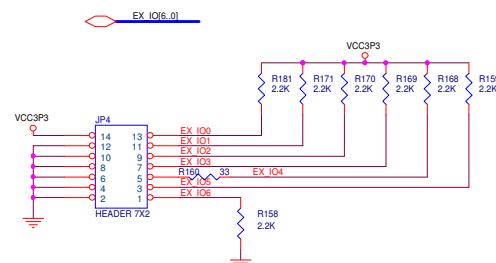 EX_IO[6..0]
VCC3P3
R181 R171 R170 R169 R168 R159
2.2K 2.2K 2.2K 2.2K 2.2K 2.2K
VCC3P3
JP4
14 13 EX_IO0
12 11 EX_IO1
10 9 EX_IO2
8 7 EX_IO3
6 5 R160 33 EX_IO4
4 3 EX_IO5
2 1 EX_IO6
HEADER 7X2
R158
2.2K